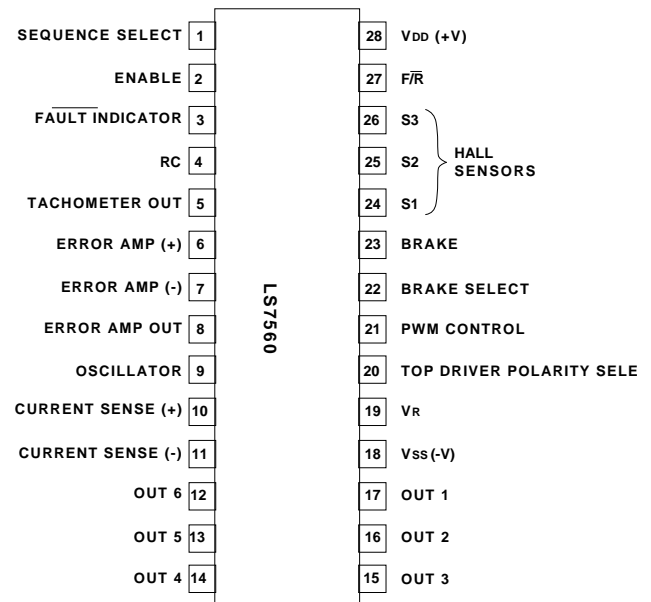 SEQUENCE SELECT 1
ENABLE 2
FAULT INDICATOR 3
RC 4
TACHOMETER OUT 5
ERROR AMP (+) 6
ERROR AMP (-) 7
ERROR AMP OUT 8
OSCILLATOR 9
CURRENT SENSE (+) 10
CURRENT SENSE (-) 11
OUT 6 12
OUT 5 13
OUT 4 14
LS7560
28 VDD (+V)
27 F/R̅
26 S3
25 S2
24 S1
HALL
SENSORS
23 BRAKE
22 BRAKE SELECT
21 PWM CONTROL
20 TOP DRIVER POLARITY SELE
19 VR
18 VSS (-V)
17 OUT 1
16 OUT 2
15 OUT 3